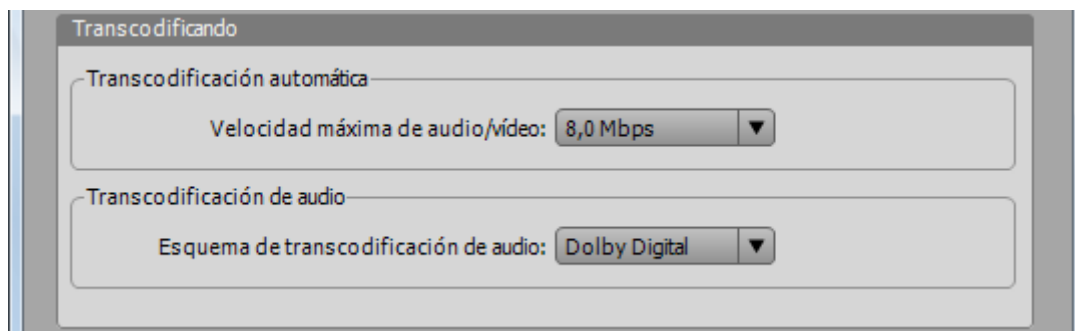 Transcodificando
Transcodificación automática
Velocidad máxima de audio/vídeo: 8,0 Mbps
Transcodificación de audio
Esquema de transcodificación de audio: Dolby Digital